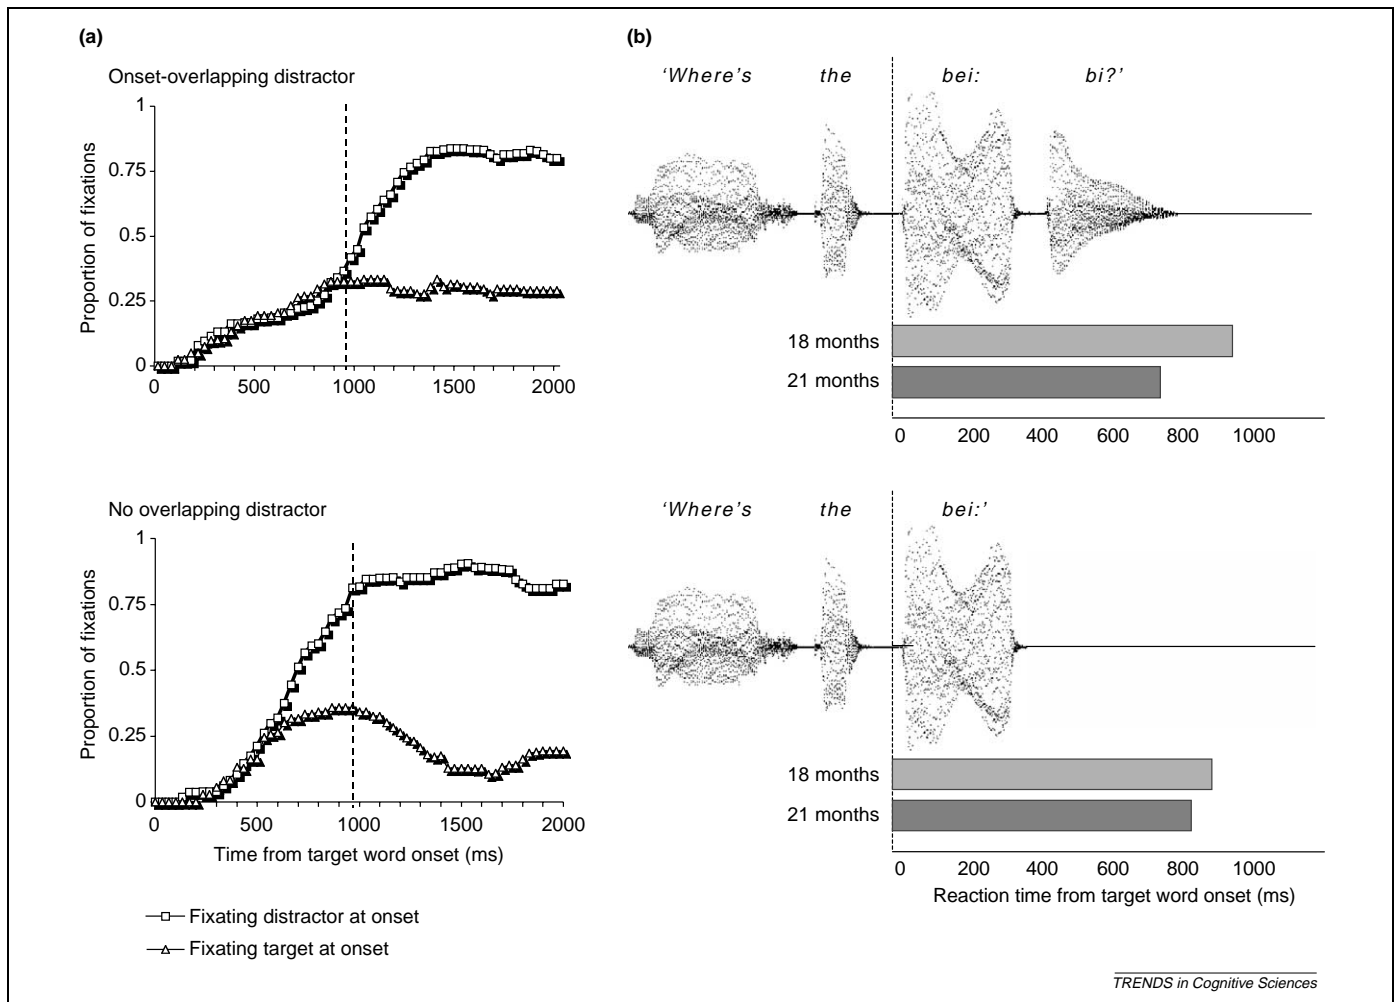 (a)
Onset-overlapping distractor
Proportion of fixations
1
0.75
0.5
0.25
0
0 500 1000 1500 2000
No overlapping distractor
Proportion of fixations
1
0.75
0.5
0.25
0
0 500 1000 1500 2000
Time from target word onset (ms)
Fixating distractor at onset
Fixating target at onset
(b)
‘Where's the bei: bi?’
18 months
21 months
0 200 400 600 800 1000
‘Where's the bei:’
18 months
21 months
0 200 400 600 800 1000
Reaction time from target word onset (ms)
TRENDS in Cognitive Sciences